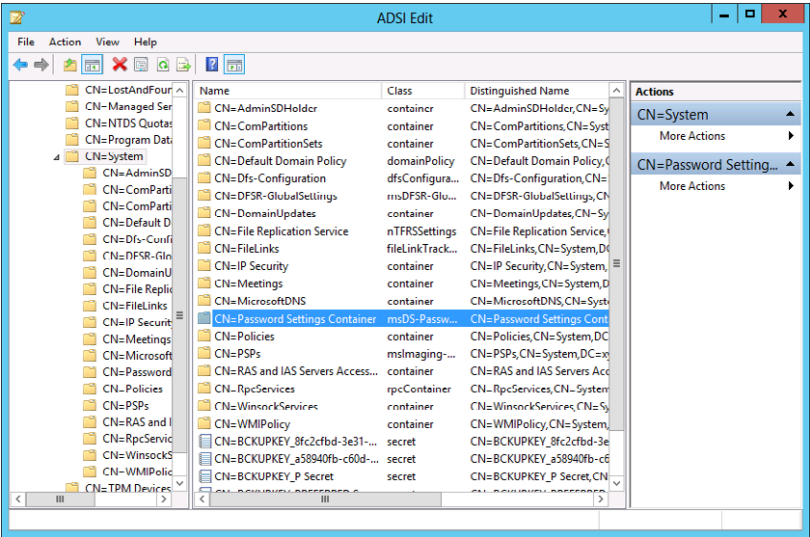 ADSI Edit
File Action View Help
CN=LostAndFour
CN=Managed Ser
CN=NTDS Quotas
CN=Program Data
CN=System
CN=AdminSD
CN=ComParti
CN=ComParti
CN=Default D
CN=Dfs-Confi
CN=DFSR-Glo
CN=DomainU
CN=File Replic
CN=FileLinks
CN=IP Securit
CN=Meetings
CN=Microsoft
CN=Password
CN=Policies
CN=PSPs
CN=RAS and I
CN=RpcServic
CN=WinsockS
CN=WMIPolic
CN=TPM Devices
Name Class Distinguished Name
CN=AdminSDHolder container CN=AdminSDHolder,CN=Sy
CN=ComPartitions container CN=ComPartitions,CN=Syst
CN=ComPartitionSets container CN=ComPartitionSets,CN=S
CN=Default Domain Policy domainPolicy CN=Default Domain Policy,C
CN=Dfs-Configuration dfsConfigura... CN=Dfs-Configuration,CN=
CN=DFSR-GlobalSettings msDFSR-Glo... CN=DFSR-GlobalSettings,CN
CN=DomainUpdates container CN=DomainUpdates,CN=Sy
CN=File Replication Service nTFRSSettings CN=File Replication Service,
CN=FileLinks fileLinkTrack... CN=FileLinks,CN=System,D
CN=IP Security container CN=IP Security,CN=System,
CN=Meetings container CN=Meetings,CN=System,D
CN=MicrosoftDNS container CN=MicrosoftDNS,CN=Syste
CN=Password Settings Container msDS-Passw... CN=Password Settings Cont
CN=Policies container CN=Policies,CN=System,DC
CN=PSPs msImaging-... CN=PSPs,CN=System,DC=x
CN=RAS and IAS Servers Access... container CN=RAS and IAS Servers Acc
CN=RpcServices rpcContainer CN=RpcServices,CN=System
CN=WinsockServices container CN=WinsockServices,CN=Sy
CN=WMIPolicy container CN=WMIPolicy,CN=System,
CN=BCKUPKEY_8fc2cfbd-3e31-... secret CN=BCKUPKEY_8fc2cfbd-3e
CN=BCKUPKEY_a58940fb-c60d-... secret CN=BCKUPKEY_a58940fb-c6
CN=BCKUPKEY_P Secret secret CN=BCKUPKEY_P Secret,CN
Actions
CN=System
More Actions
CN=Password Setting...
More Actions